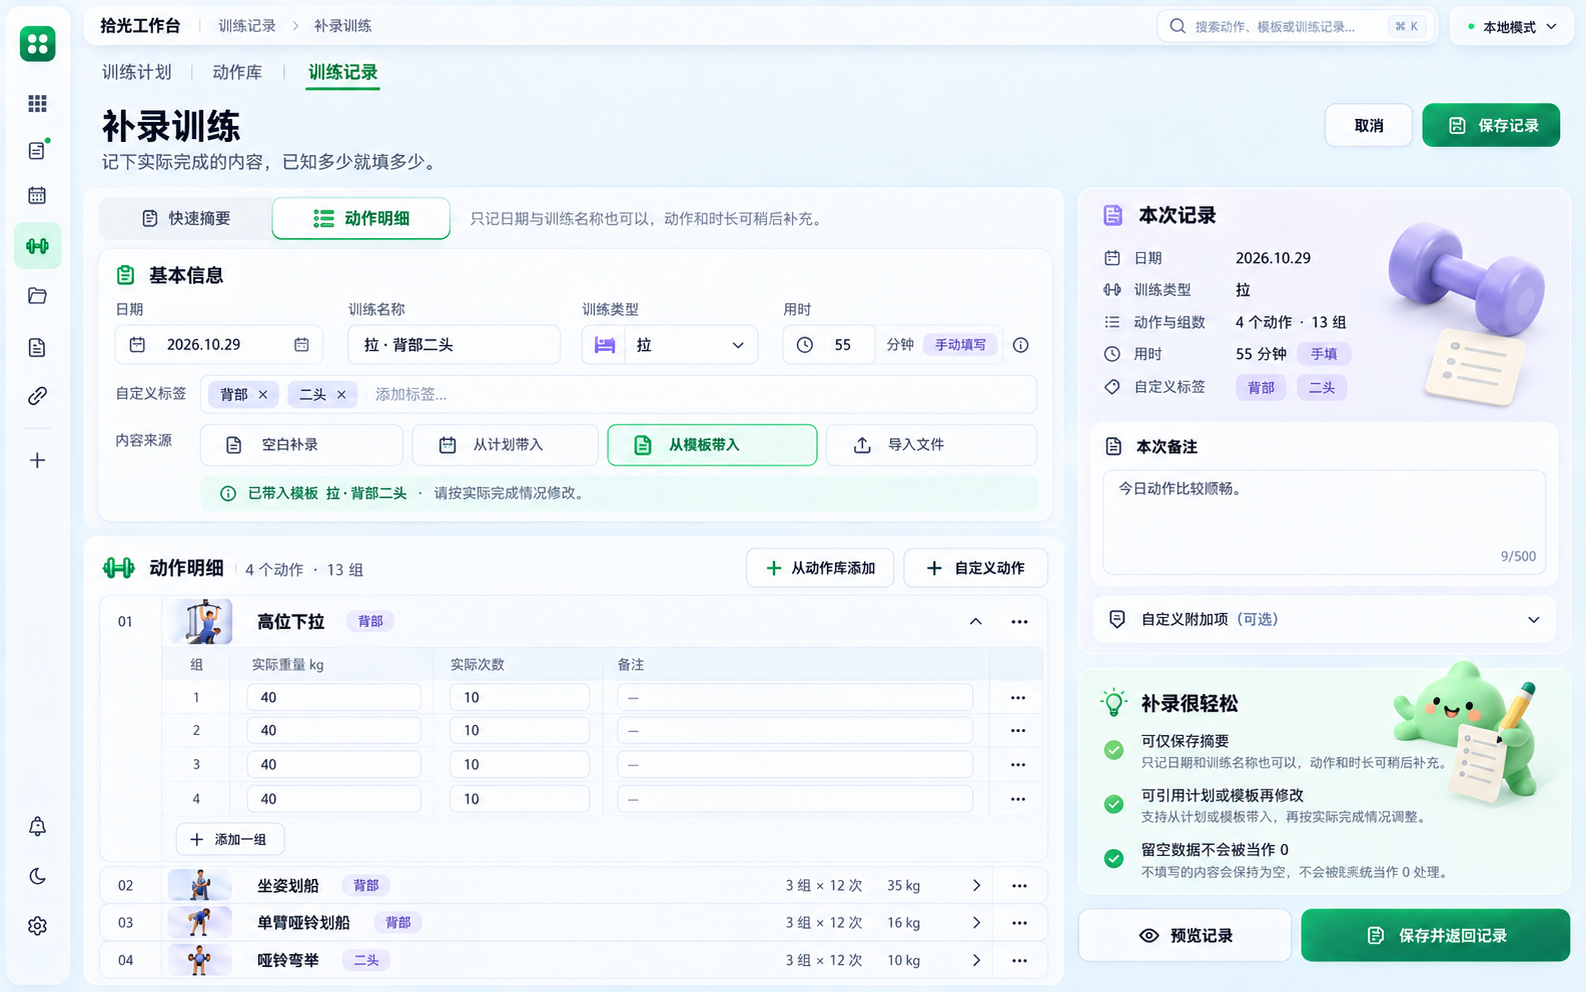 拾光工作台 | 训练记录 > 补录训练
搜索动作、模板或训练记录... ⌘ K
本地模式
训练计划 | 动作库 | 训练记录
补录训练
记下实际完成的内容，已知多少就填多少。
取消
保存记录
快速摘要
动作明细
只记日期与训练名称也可以，动作和时长可稍后补充。
基本信息
日期
训练名称
训练类型
用时
2026.10.29
拉 · 背部二头
拉
55 分钟 手动填写
自定义标签
背部 ×
二头 ×
添加标签...
内容来源
空白补录
从计划带入
从模板带入
导入文件
已带入模板 拉 · 背部二头 · 请按实际完成情况修改。
动作明细 | 4 个动作 · 13 组
+ 从动作库添加
+ 自定义动作
01 高位下拉 背部 ···
组 实际重量 kg 实际次数 备注
1 40 10 — ···
2 40 10 — ···
3 40 10 — ···
4 40 10 — ···
+ 添加一组
02 坐姿划船 背部 3 组 × 12 次 35 kg > ···
03 单臂哑铃划船 背部 3 组 × 12 次 16 kg > ···
04 哑铃弯举 二头 3 组 × 12 次 10 kg > ···
本次记录
日期 2026.10.29
训练类型 拉
动作与组数 4 个动作 · 13 组
用时 55 分钟 手填
自定义标签 背部 二头
本次备注
今日动作比较顺畅。
9/500
自定义附加项（可选）
补录很轻松
可仅保存摘要
只记日期和训练名称也可以，动作和时长可稍后补充。
可引用计划或模板再修改
支持从计划或模板带入，再按实际完成情况调整。
留空数据不会被当作 0
不填写的内容会保持为空，不会被系统当作 0 处理。
预览记录
保存并返回记录